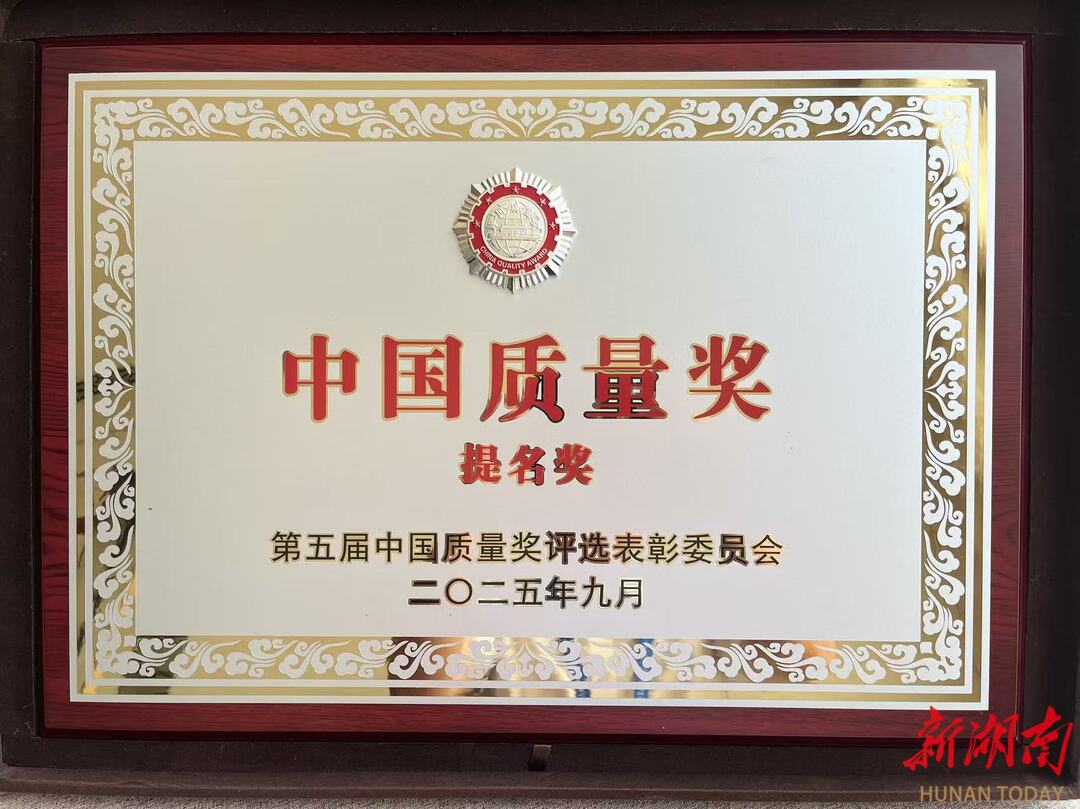 CHINA QUALITY AWARD
中国质量奖
提名奖
第五届中国质量奖评选表彰委员会
二〇二五年九月
新湖南
HUNAN TODAY